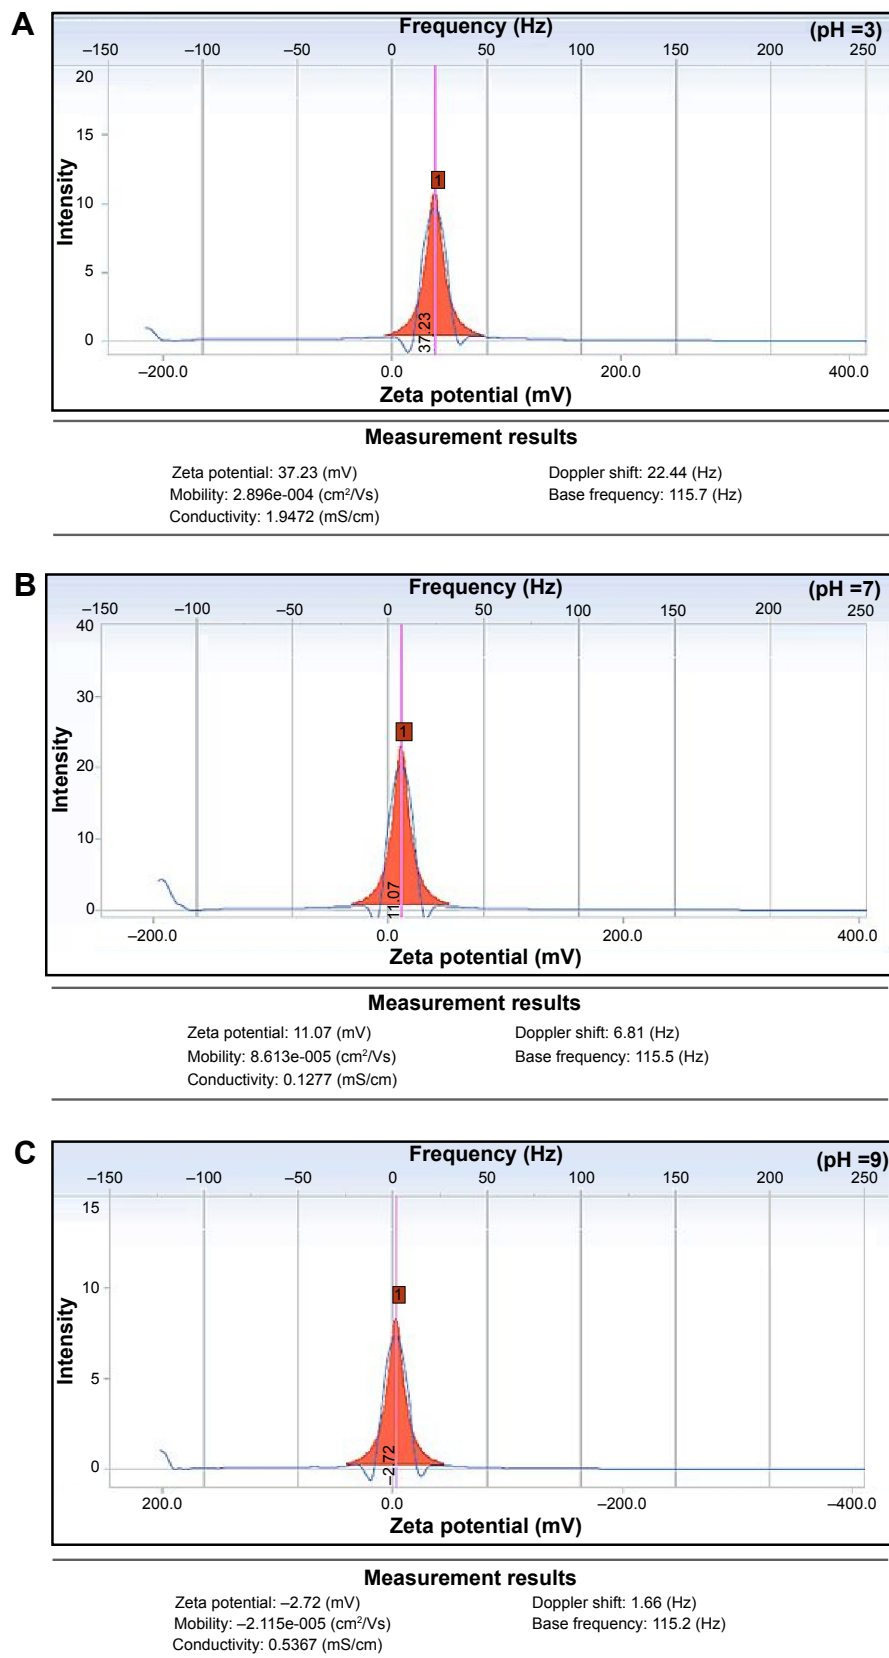 A
Frequency (Hz)
(pH =3)
–150 –100 –50 0 50 100 150 200 250
20
15
10
5
0
Intensity
1
37.23
–200.0 0.0 200.0 400.0
Zeta potential (mV)
Measurement results
Zeta potential: 37.23 (mV) Doppler shift: 22.44 (Hz)
Mobility: 2.896e-004 (cm²/Vs) Base frequency: 115.7 (Hz)
Conductivity: 1.9472 (mS/cm)
B
Frequency (Hz)
(pH =7)
–150 –100 –50 0 50 100 150 200 250
40
30
20
10
0
Intensity
1
11.07
–200.0 0.0 200.0 400.0
Zeta potential (mV)
Measurement results
Zeta potential: 11.07 (mV) Doppler shift: 6.81 (Hz)
Mobility: 8.613e-005 (cm²/Vs) Base frequency: 115.5 (Hz)
Conductivity: 0.1277 (mS/cm)
C
Frequency (Hz)
(pH =9)
–150 –100 –50 0 50 100 150 200 250
15
10
5
0
Intensity
1
–2.72
200.0 0.0 –200.0 –400.0
Zeta potential (mV)
Measurement results
Zeta potential: –2.72 (mV) Doppler shift: 1.66 (Hz)
Mobility: –2.115e-005 (cm²/Vs) Base frequency: 115.2 (Hz)
Conductivity: 0.5367 (mS/cm)